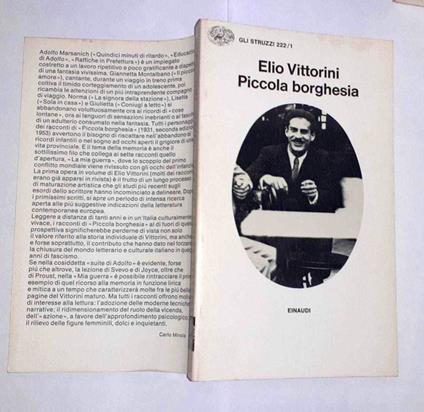 Adolfo Marsanich (« Quindici minuti di ritardo », « Educazione
di Adolfo », « Raffiche in Prefettura ») è un impiegato
costretto a un lavoro ripetitivo e poco gratificante a dispetto
di una fantasia vivissima. Giannetta Montalbano (« Il piccolo
amore »), cantante, durante un viaggio in treno prima
coltiva il timido corteggiamento di un adolescente, poi
ricambia le attenzioni di un più intraprendente compagno
di viaggio. Norma (« La signora della stazione »), Lisetta
(« Sola in casa ») e Giulietta (« Coniugi a letto ») si
abbandonano voluttuosamente ora ai ricordi di « cose
lontane », ora ai languori di sensazioni inebrianti o al fascino
di un adulterio consumato nella fantasia. Tutti i personaggi
dei racconti di « Piccola borghesia » (1931, seconda edizione
1953) avvertono il bisogno di riscattare nell'abbandono ai
ricordi infantili o nel sogno ad occhi aperti il grigiore di una
vita provinciale. E il tema della memoria è anche il
sottilissimo filo che collega ai sette racconti quello
d'apertura, « La mia guerra », dove lo scoppio del primo
conflitto mondiale viene rivissuto con gli occhi dell'infanzia.
La prima opera in volume di Elio Vittorini (molti dei racconti
erano già apparsi in rivista) è il frutto di un lungo processo
di maturazione artistica che gli studi più recenti sugli
esordi dello scrittore hanno incominciato a delineare. Dopo
i primissimi scritti, si apre un periodo di intensa ricerca
aperta alle più suggestive indicazioni della letteratura
contemporanea europea.
Leggere a distanza di tanti anni e in un'Italia culturalmente
vivace, i racconti di « Piccola borghesia » al di fuori di questa
prospettiva significherebbe perderne di vista non solo
il valore riferito alla storia individuale di Vittorini, ma anche
e forse soprattutto, il contributo che hanno dato nel forzare
la chiusura del mondo letterario e culturale italiano in quegli
anni di fascismo.
Se nella cosiddetta « suite di Adolfo » è evidente, forse
più che altrove, la lezione di Svevo e di Joyce, oltre che
di Proust, nella « Mia guerra » è possibile rintracciare il primo
esempio di quel ricorso alla memoria in funzione lirica
e mitica a un tempo che caratterizzerà molte fra le più belle
pagine del Vittorini maturo. Ma tutti i racconti offrono motivi
di interesse alla lettura: l'adozione delle moderne tecniche
narrative; il ridimensionamento del ruolo della vicenda,
dell'« azione », a favore dell'approfondimento psicologico;
il rilievo delle figure femminili, dolci e inquietanti.
Carlo Minoia
GLI STRUZZI 222/1
Elio Vittorini
Piccola borghesia
EINAUDI